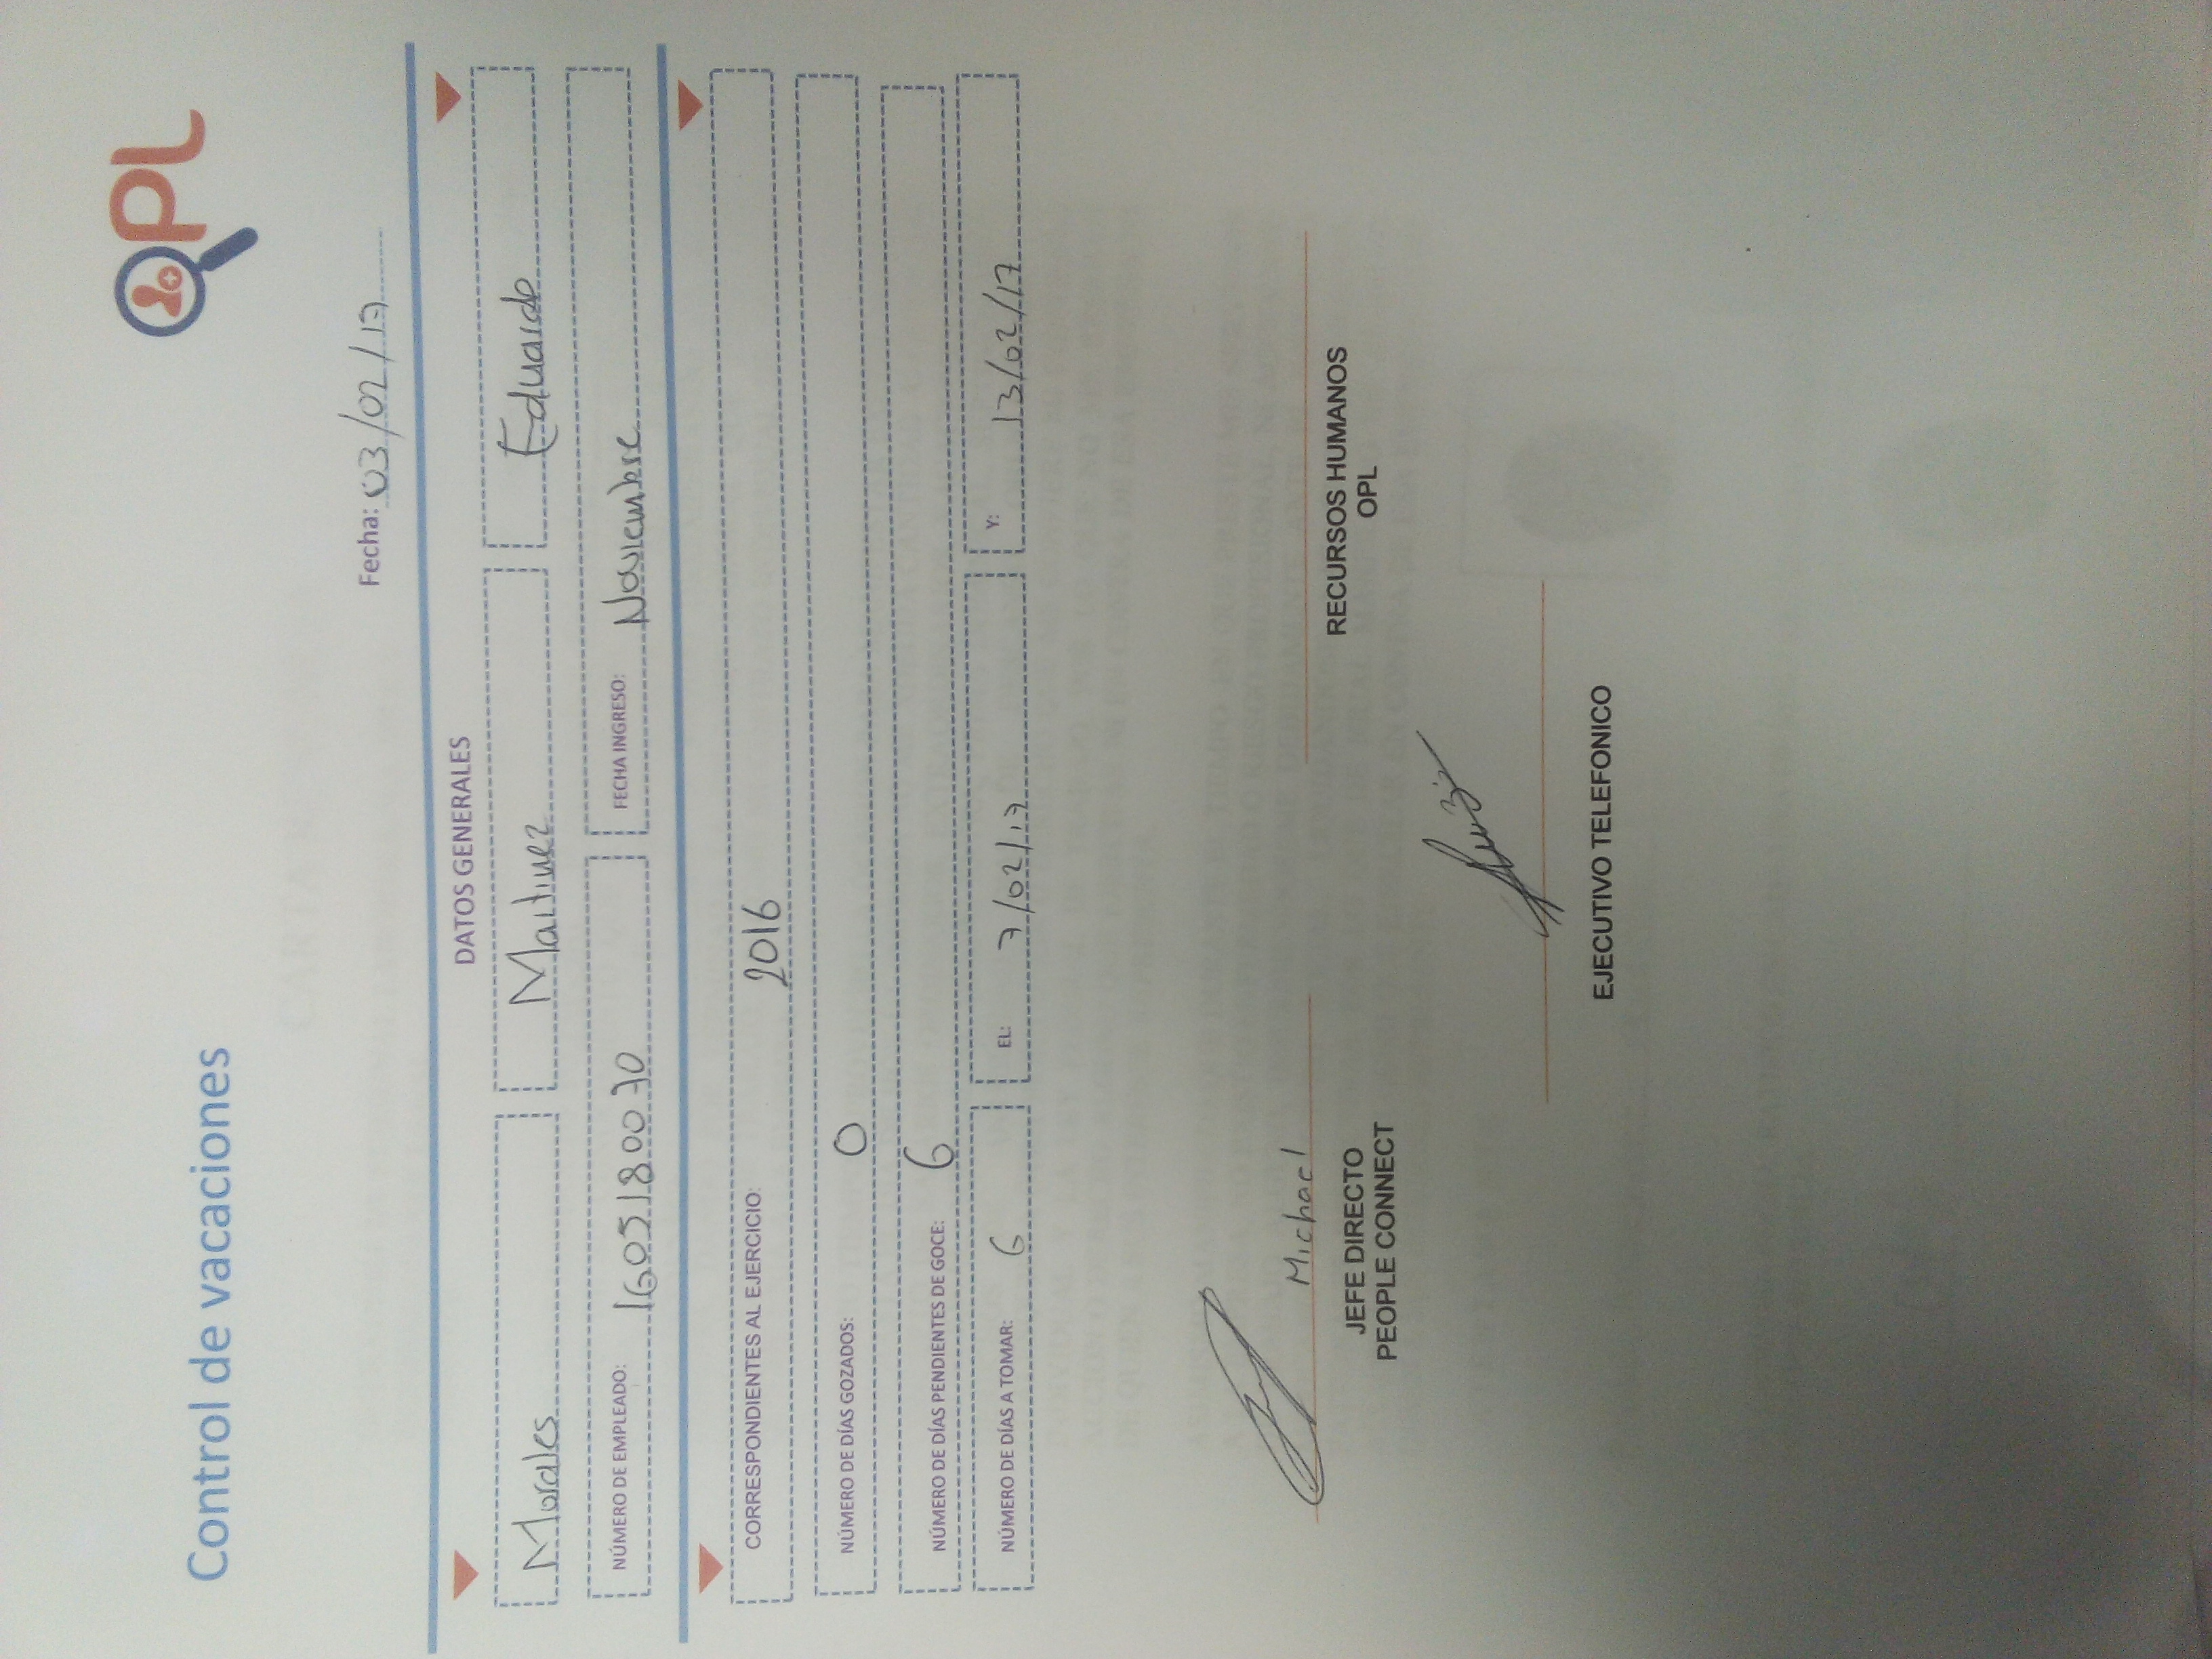 Control de vacaciones
OPL
Fecha: 03/02/17
DATOS GENERALES
Morales Martinez Eduardo
NÚMERO DE EMPLEADO: 1605180070 FECHA INGRESO: Noviembre
CORRESPONDIENTES AL EJERCICIO: 2016
NÚMERO DE DÍAS GOZADOS: 0
NÚMERO DE DÍAS PENDIENTES DE GOCE: 6
NÚMERO DE DÍAS A TOMAR: 6 EL: 7/02/17 Y: 13/02/17
Michael
JEFE DIRECTO
PEOPLE CONNECT
RECURSOS HUMANOS
OPL
EJECUTIVO TELEFONICO